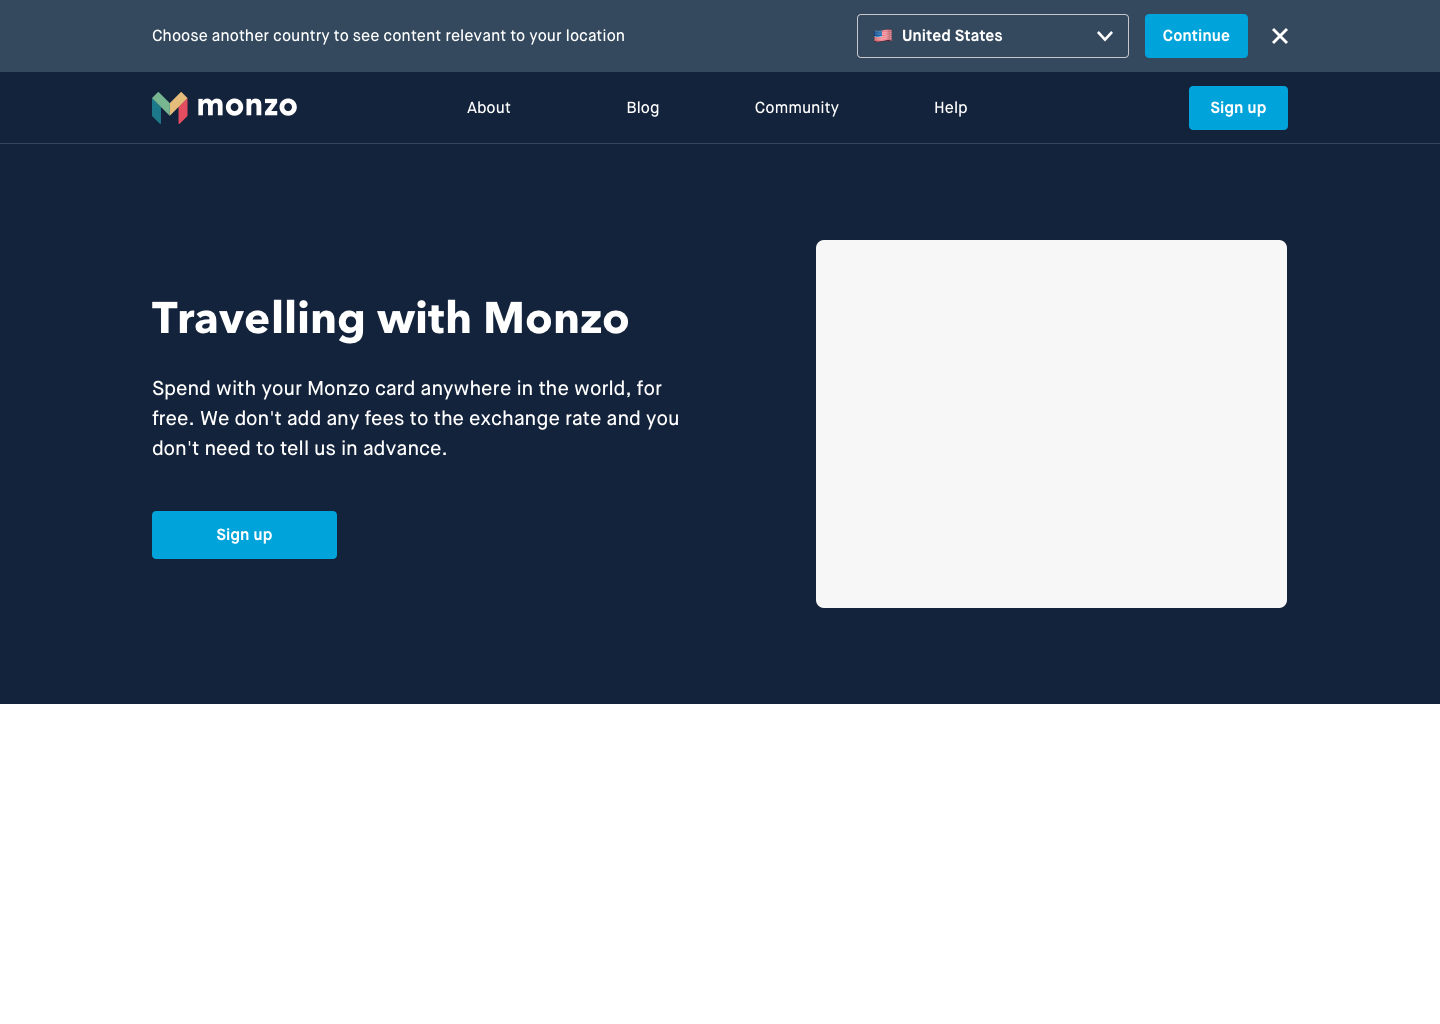 Choose another country to see content relevant to your location
United States
Continue
monzo
About
Blog
Community
Help
Sign up
Travelling with Monzo
Spend with your Monzo card anywhere in the world, for
free. We don't add any fees to the exchange rate and you
don't need to tell us in advance.
Sign up